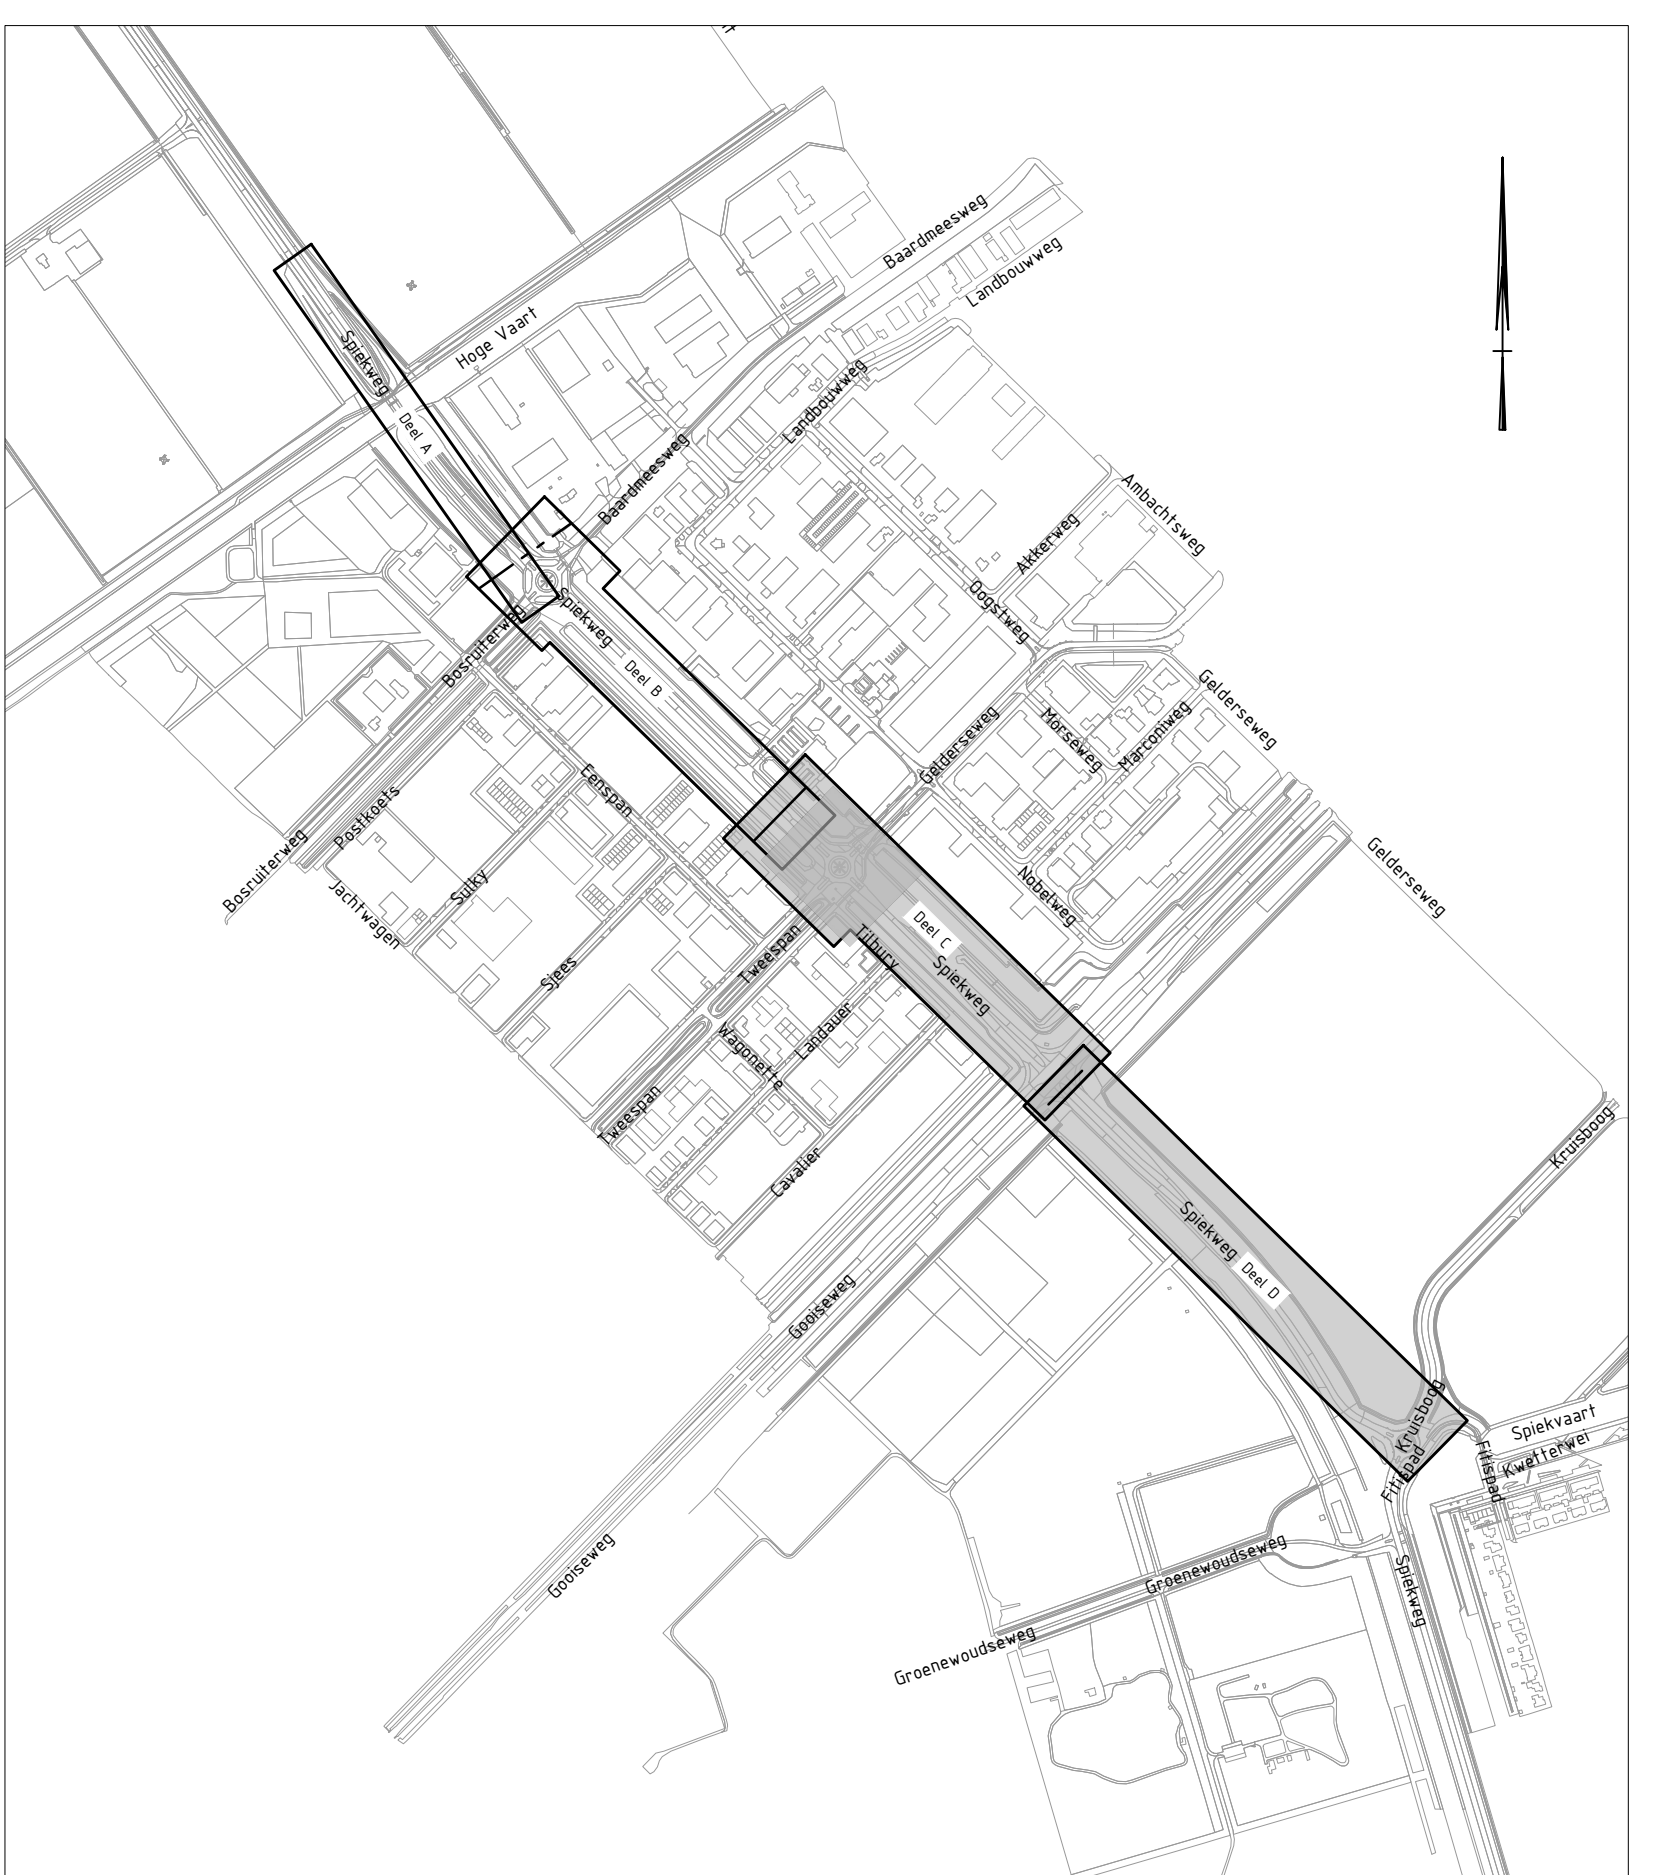 Baardmeesweg
Landbouwweg
Hoge Vaart
Spiekweg
Deel A
Landbouwweg
Baardmeesweg
Ambachtsweg
Akkerweg
Oogstweg
Spiekweg
Deel B
Bosruiterweg
Gelderseweg
Gelderseweg
Morseweg
Marconiweg
Eenspan
Postkoets
Bosruiterweg
Jachtwagen
Sulky
Nobelweg
Gelderseweg
Deel C
Tilbury
Spiekweg
Tweespan
Sjees
Landauer
Wagonette
Tweespan
Cavalier
Kruisboog
Spiekweg
Deel D
Gooiseweg
Kruisboog
Spiekvaart
Kwetterwei
Fitispad
Fitispad
Gooiseweg
Groenewoudseweg
Spiekweg
Groenewoudseweg